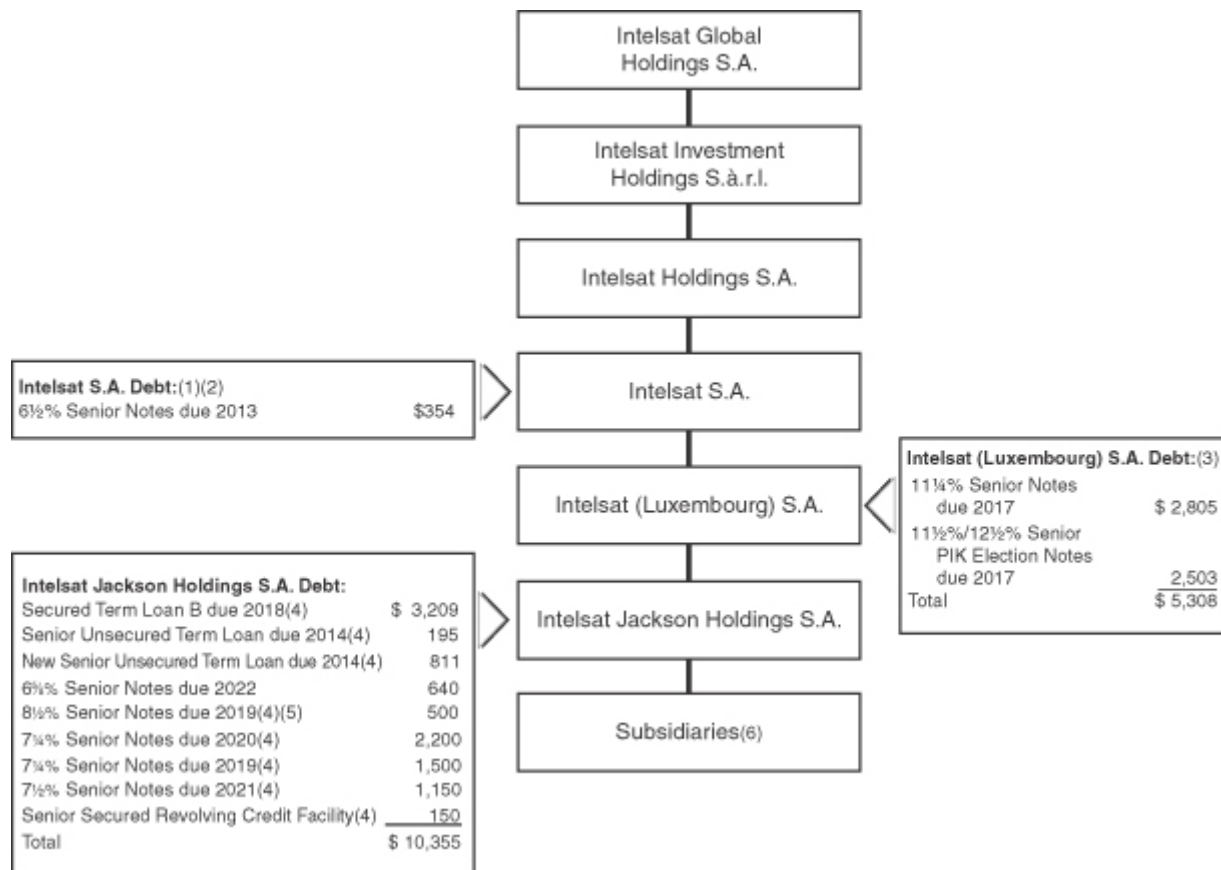 Intelsat Global
Holdings S.A.
Intelsat Investment
Holdings S.à.r.l.
Intelsat Holdings S.A.
Intelsat S.A. Debt:(1)(2)
6½% Senior Notes due 2013 $354
Intelsat S.A.
Intelsat (Luxembourg) S.A.
Intelsat (Luxembourg) S.A. Debt:(3)
11¼% Senior Notes
due 2017 $ 2,805
11½%/12½% Senior
PIK Election Notes
due 2017 2,503
Total $ 5,308
Intelsat Jackson Holdings S.A. Debt:
Secured Term Loan B due 2018(4) $ 3,209
Senior Unsecured Term Loan due 2014(4) 195
New Senior Unsecured Term Loan due 2014(4) 811
Senior Notes due 2022 640
8½% Senior Notes due 2019(4)(5) 500
7¼% Senior Notes due 2020(4) 2,200
7¼% Senior Notes due 2019(4) 1,500
7½% Senior Notes due 2021(4) 1,150
Senior Secured Revolving Credit Facility(4) 150
Total $ 10,355
Intelsat Jackson Holdings S.A.
Subsidiaries(6)